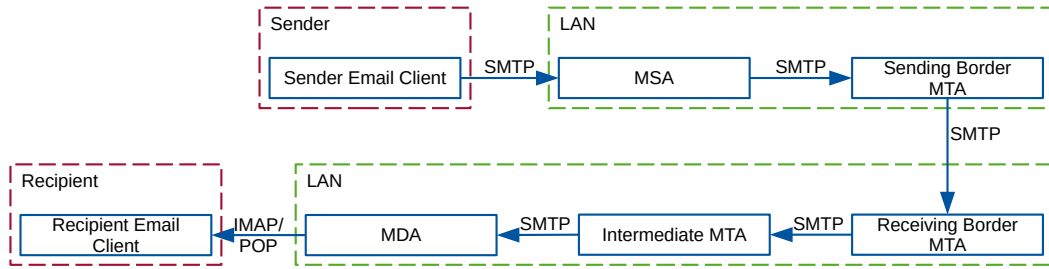 Sender
LAN
Sender Email Client
SMTP
MSA
SMTP
Sending Border
MTA
SMTP
Recipient
LAN
Recipient Email
Client
IMAP/
POP
MDA
SMTP
Intermediate MTA
SMTP
Receiving Border
MTA